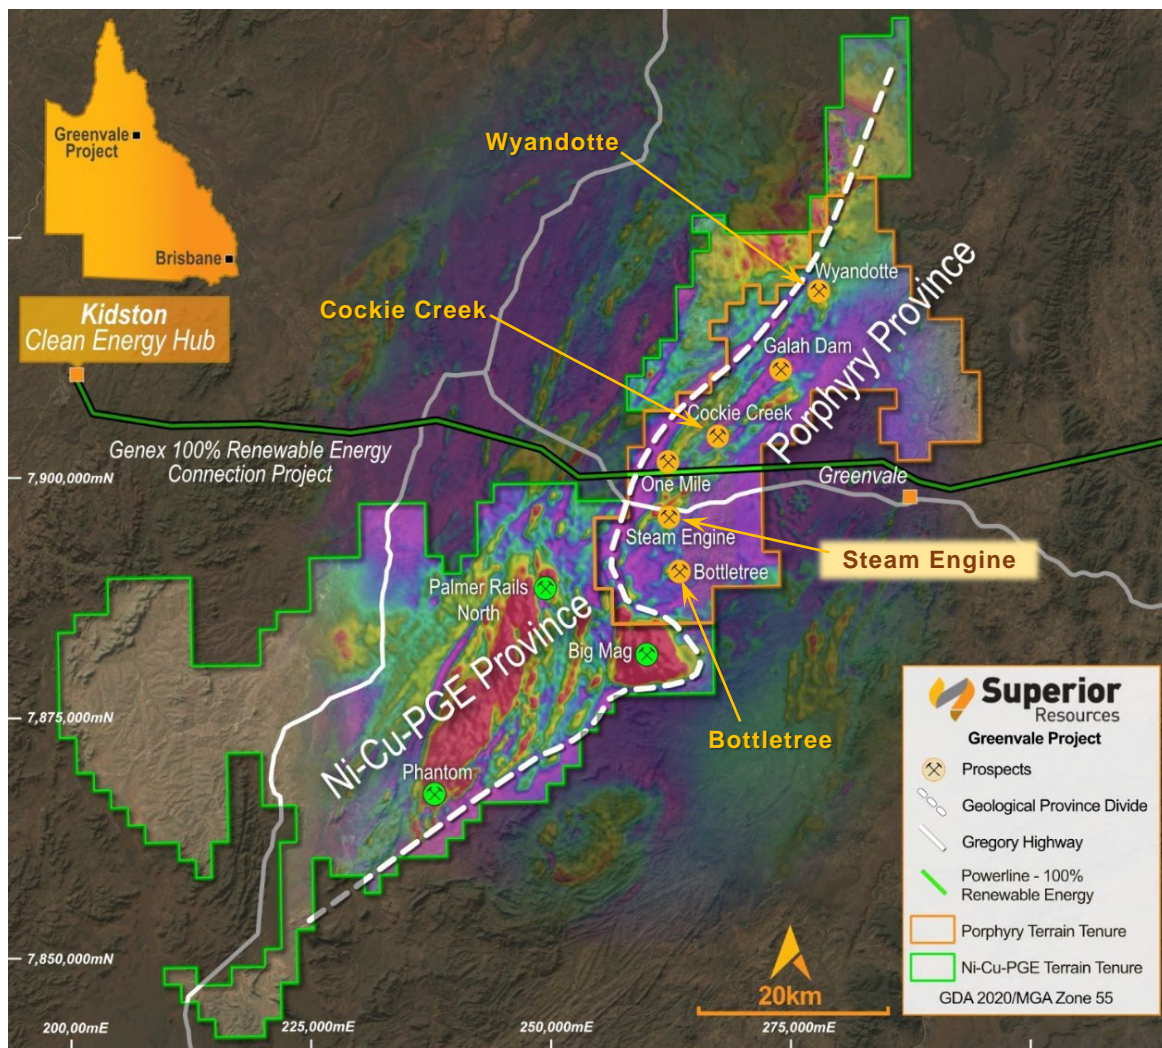 Greenvale
Project
Brisbane
Kidston
Clean Energy Hub
Wyandotte
Cockie Creek
Wyandotte
Galah Dam
Cockie Creek
Porphyry Province
Genex 100% Renewable Energy
Connection Project
One Mile
Greenvale
7,900,000mN
Steam Engine
Steam Engine
Bottletree
Palmer Rails
North
Big Mag
Ni-Cu-PGE Province
Phantom
Bottletree
7,875,000mN
7,850,000mN
200,00mE
225,000mE
250,000mE
275,000mE
20km
Superior
Resources
Greenvale Project
Prospects
Geological Province Divide
Gregory Highway
Powerline - 100%
Renewable Energy
Porphyry Terrain Tenure
Ni-Cu-PGE Terrain Tenure
GDA 2020/MGA Zone 55